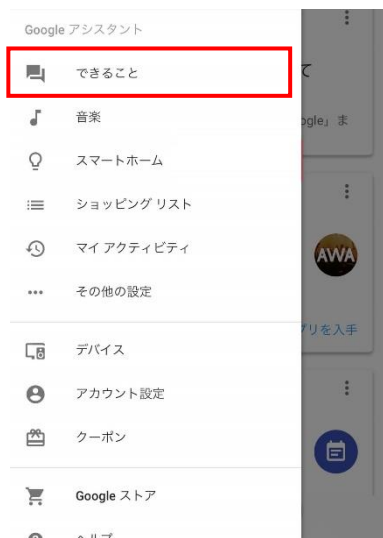 Google アシスタント
できること
て
音楽
ogle」ま
スマートホーム
ショッピング リスト
マイ アクティビティ
AWA
その他の設定
プリを入手
デバイス
アカウント設定
クーポン
Google ストア
ヘルプ